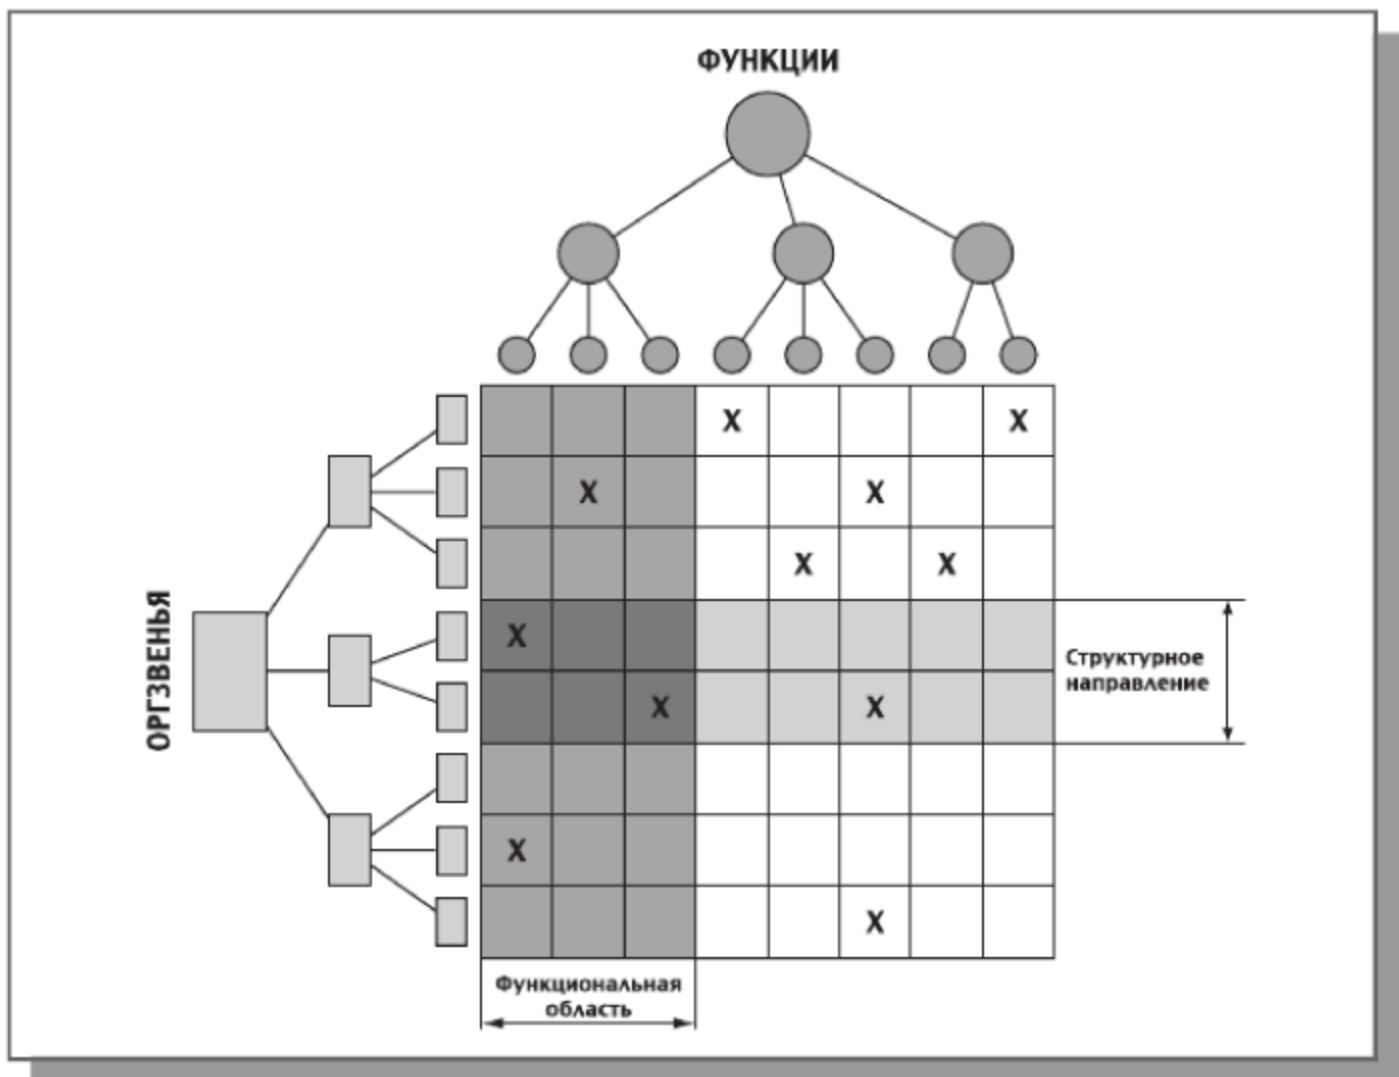 ФУНКЦИИ
X X
X X
X X
ОРГЗВЕНЬЯ
X
Структурное
направление
X X
X
X
Функциональная
область